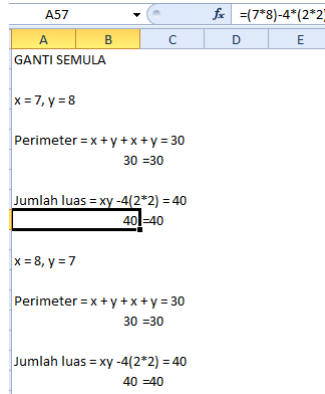 A57 fx =(7*8)-4*(2*2)
A B C D E
GANTI SEMULA
x = 7, y = 8
Perimeter = x + y + x + y = 30
30 =30
Jumlah luas = xy -4(2*2) = 40
40 =40
x = 8, y = 7
Perimeter = x + y + x + y = 30
30 =30
Jumlah luas = xy -4(2*2) = 40
40 =40